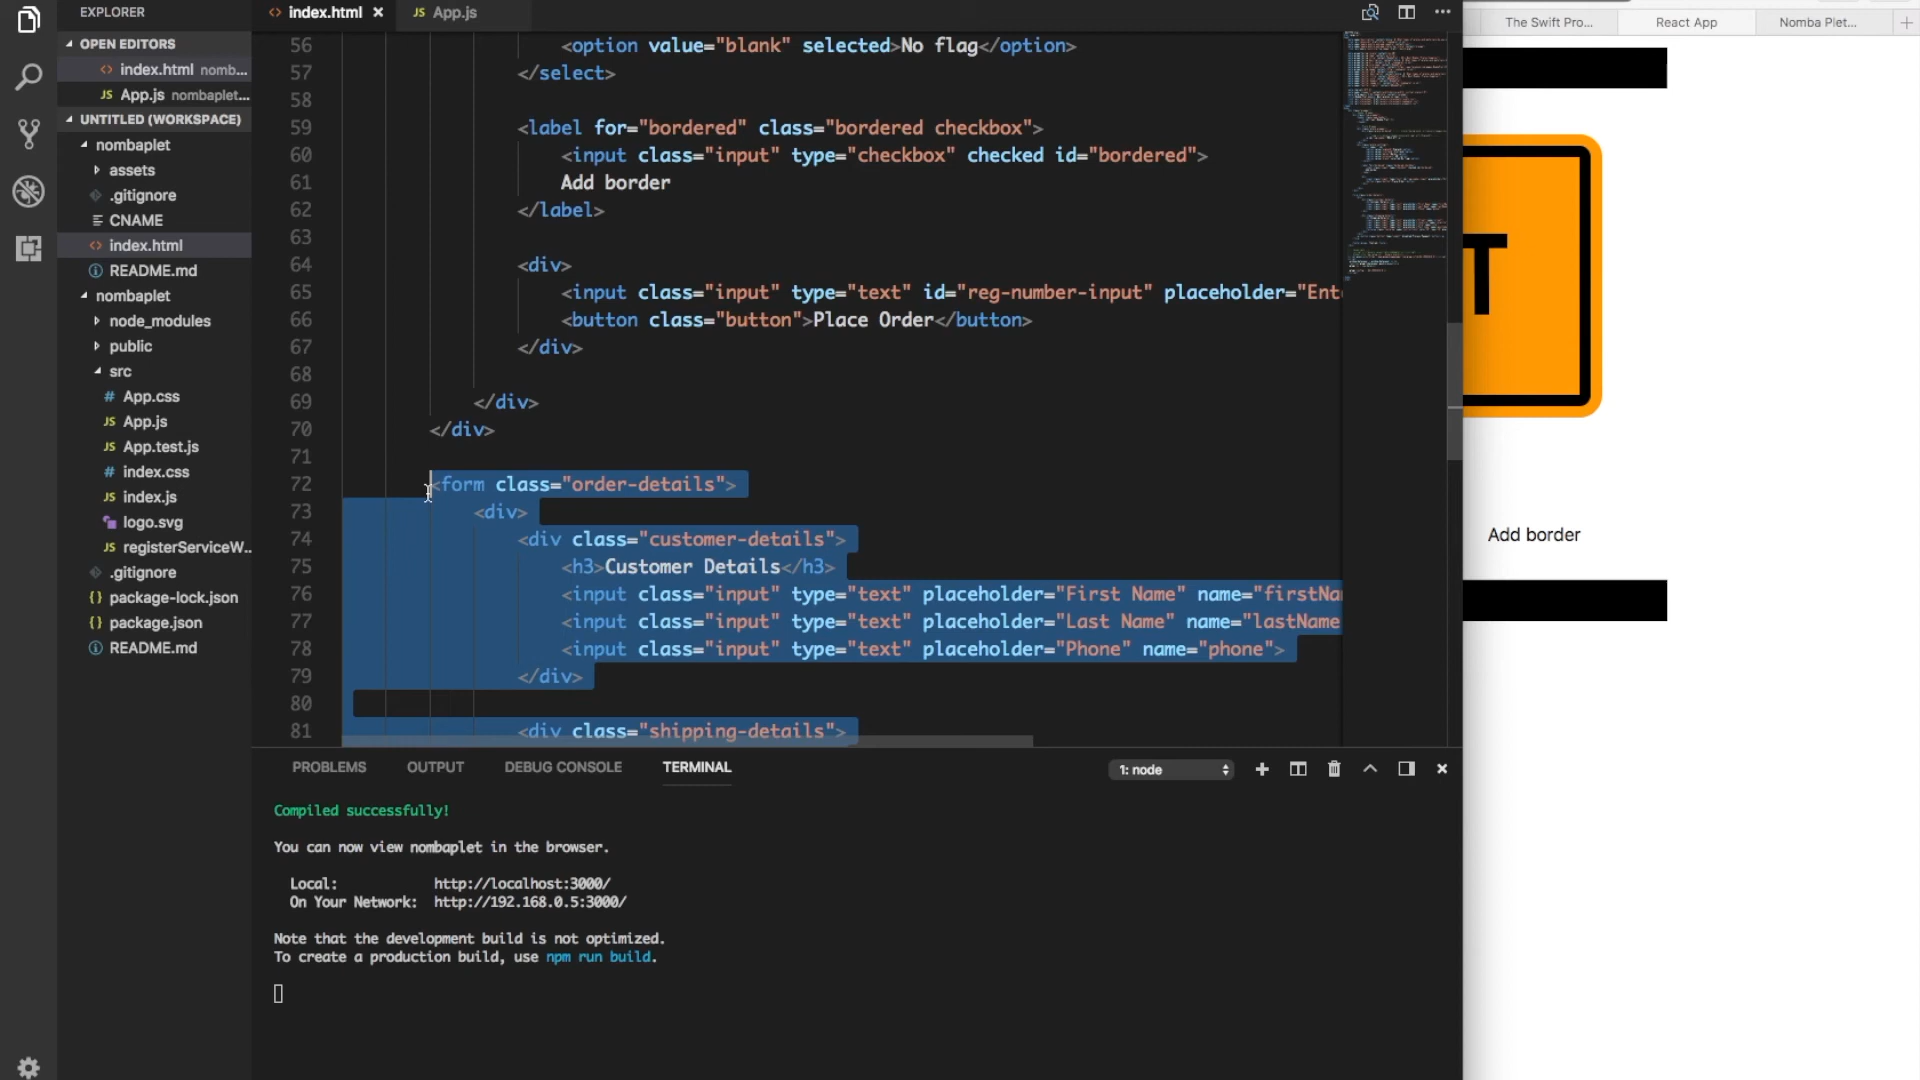 EXPLORER
OPEN EDITORS
index.html nomb...
App.js nombaplet...
UNTITLED (WORKSPACE)
nombaplet
assets
.gitignore
CNAME
index.html
README.md
nombaplet
node_modules
public
src
App.css
App.js
App.test.js
index.css
index.js
logo.svg
registerServiceW...
.gitignore
package-lock.json
package.json
README.md
index.html
JS App.js
56 <option value="blank" selected>No flag</option>
57 </select>
58
59 <label for="bordered" class="bordered checkbox">
60 <input class="input" type="checkbox" checked id="bordered">
61 Add border
62 </label>
63
64 <div>
65 <input class="input" type="text" id="reg-number-input" placeholder="Ent
66 <button class="button">Place Order</button>
67 </div>
68
69 </div>
70 </div>
71
72 <form class="order-details">
73 <div>
74 <div class="customer-details">
75 <h3>Customer Details</h3>
76 <input class="input" type="text" placeholder="First Name" name="firstNa
77 <input class="input" type="text" placeholder="Last Name" name="lastName
78 <input class="input" type="text" placeholder="Phone" name="phone">
79 </div>
80
81 <div class="shipping-details">
PROBLEMS OUTPUT DEBUG CONSOLE TERMINAL
1: node
Compiled successfully!
You can now view nombaplet in the browser.
Local: http://localhost:3000/
On Your Network: http://192.168.0.5:3000/
Note that the development build is not optimized.
To create a production build, use npm run build.
The Swift Pro... React App Nomba Plet...
T
Add border